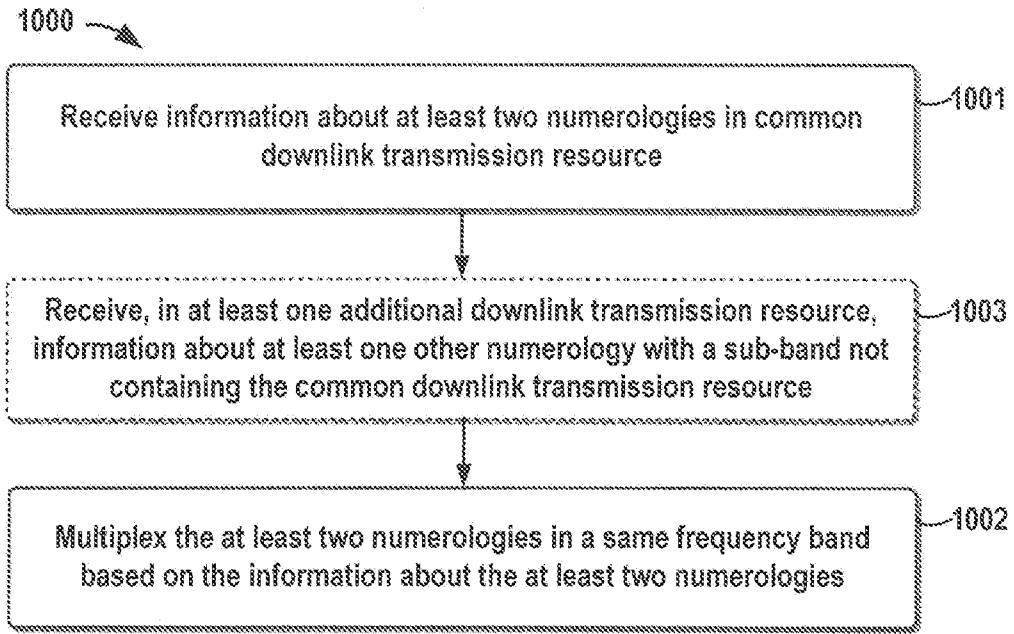 1000
Receive information about at least two numerologies in common
downlink transmission resource
1001
Receive, in at least one additional downlink transmission resource,
information about at least one other numerology with a sub-band not
containing the common downlink transmission resource
1003
Multiplex the at least two numerologies in a same frequency band
based on the information about the at least two numerologies
1002